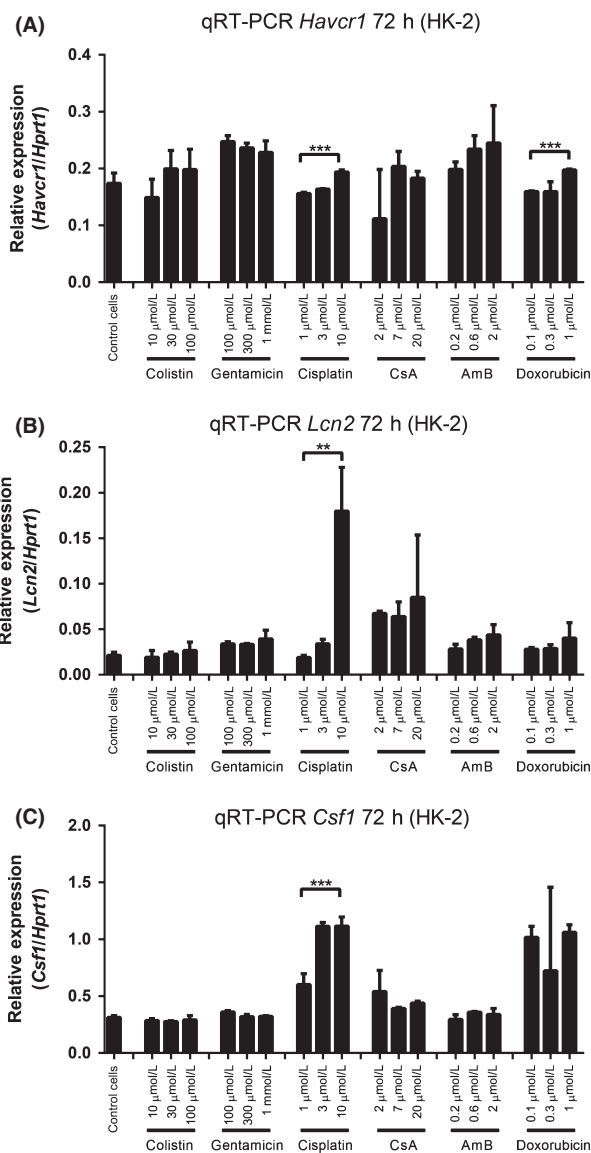 (A)
qRT-PCR Havcr1 72 h (HK-2)
Relative expression
(Havcr1/Hprt1)
0.4
0.3
0.2
0.1
0.0
***
***
Control cells
10 μmol/L
30 μmol/L
100 μmol/L
100 μmol/L
300 μmol/L
1 mmol/L
1 μmol/L
3 μmol/L
10 μmol/L
2 μmol/L
7 μmol/L
20 μmol/L
0.2 μmol/L
0.6 μmol/L
2 μmol/L
0.1 μmol/L
0.3 μmol/L
1 μmol/L
Colistin
Gentamicin
Cisplatin
CsA
AmB
Doxorubicin
(B)
qRT-PCR Lcn2 72 h (HK-2)
Relative expression
(Lcn2/Hprt1)
0.25
0.20
0.15
0.10
0.05
0.00
**
Control cells
10 μmol/L
30 μmol/L
100 μmol/L
100 μmol/L
300 μmol/L
1 mmol/L
1 μmol/L
3 μmol/L
10 μmol/L
2 μmol/L
7 μmol/L
20 μmol/L
0.2 μmol/L
0.6 μmol/L
2 μmol/L
0.1 μmol/L
0.3 μmol/L
1 μmol/L
Colistin
Gentamicin
Cisplatin
CsA
AmB
Doxorubicin
(C)
qRT-PCR Csf1 72 h (HK-2)
Relative expression
(Csf1/Hprt1)
2.0
1.5
1.0
0.5
0.0
***
Control cells
10 μmol/L
30 μmol/L
100 μmol/L
100 μmol/L
300 μmol/L
1 mmol/L
1 μmol/L
3 μmol/L
10 μmol/L
2 μmol/L
7 μmol/L
20 μmol/L
0.2 μmol/L
0.6 μmol/L
2 μmol/L
0.1 μmol/L
0.3 μmol/L
1 μmol/L
Colistin
Gentamicin
Cisplatin
CsA
AmB
Doxorubicin